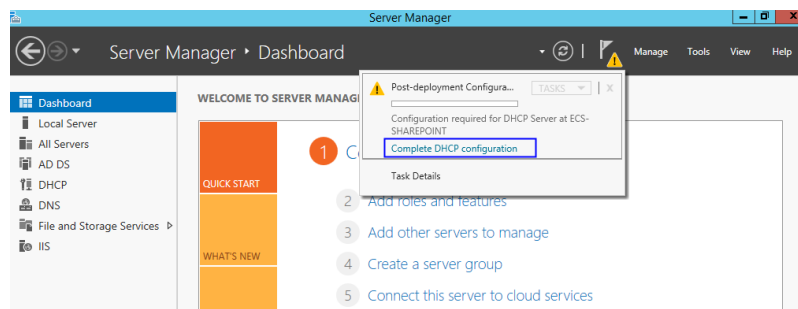 Server Manager
Server Manager • Dashboard
Manage Tools View Help
Dashboard
Local Server
All Servers
AD DS
DHCP
DNS
File and Storage Services
IIS
WELCOME TO SERVER MANAG
QUICK START
WHAT'S NEW
1
Post-deployment Configura... TASKS X
Configuration required for DHCP Server at ECS-
SHAREPOINT
Complete DHCP configuration
Task Details
2 Add roles and features
3 Add other servers to manage
4 Create a server group
5 Connect this server to cloud services